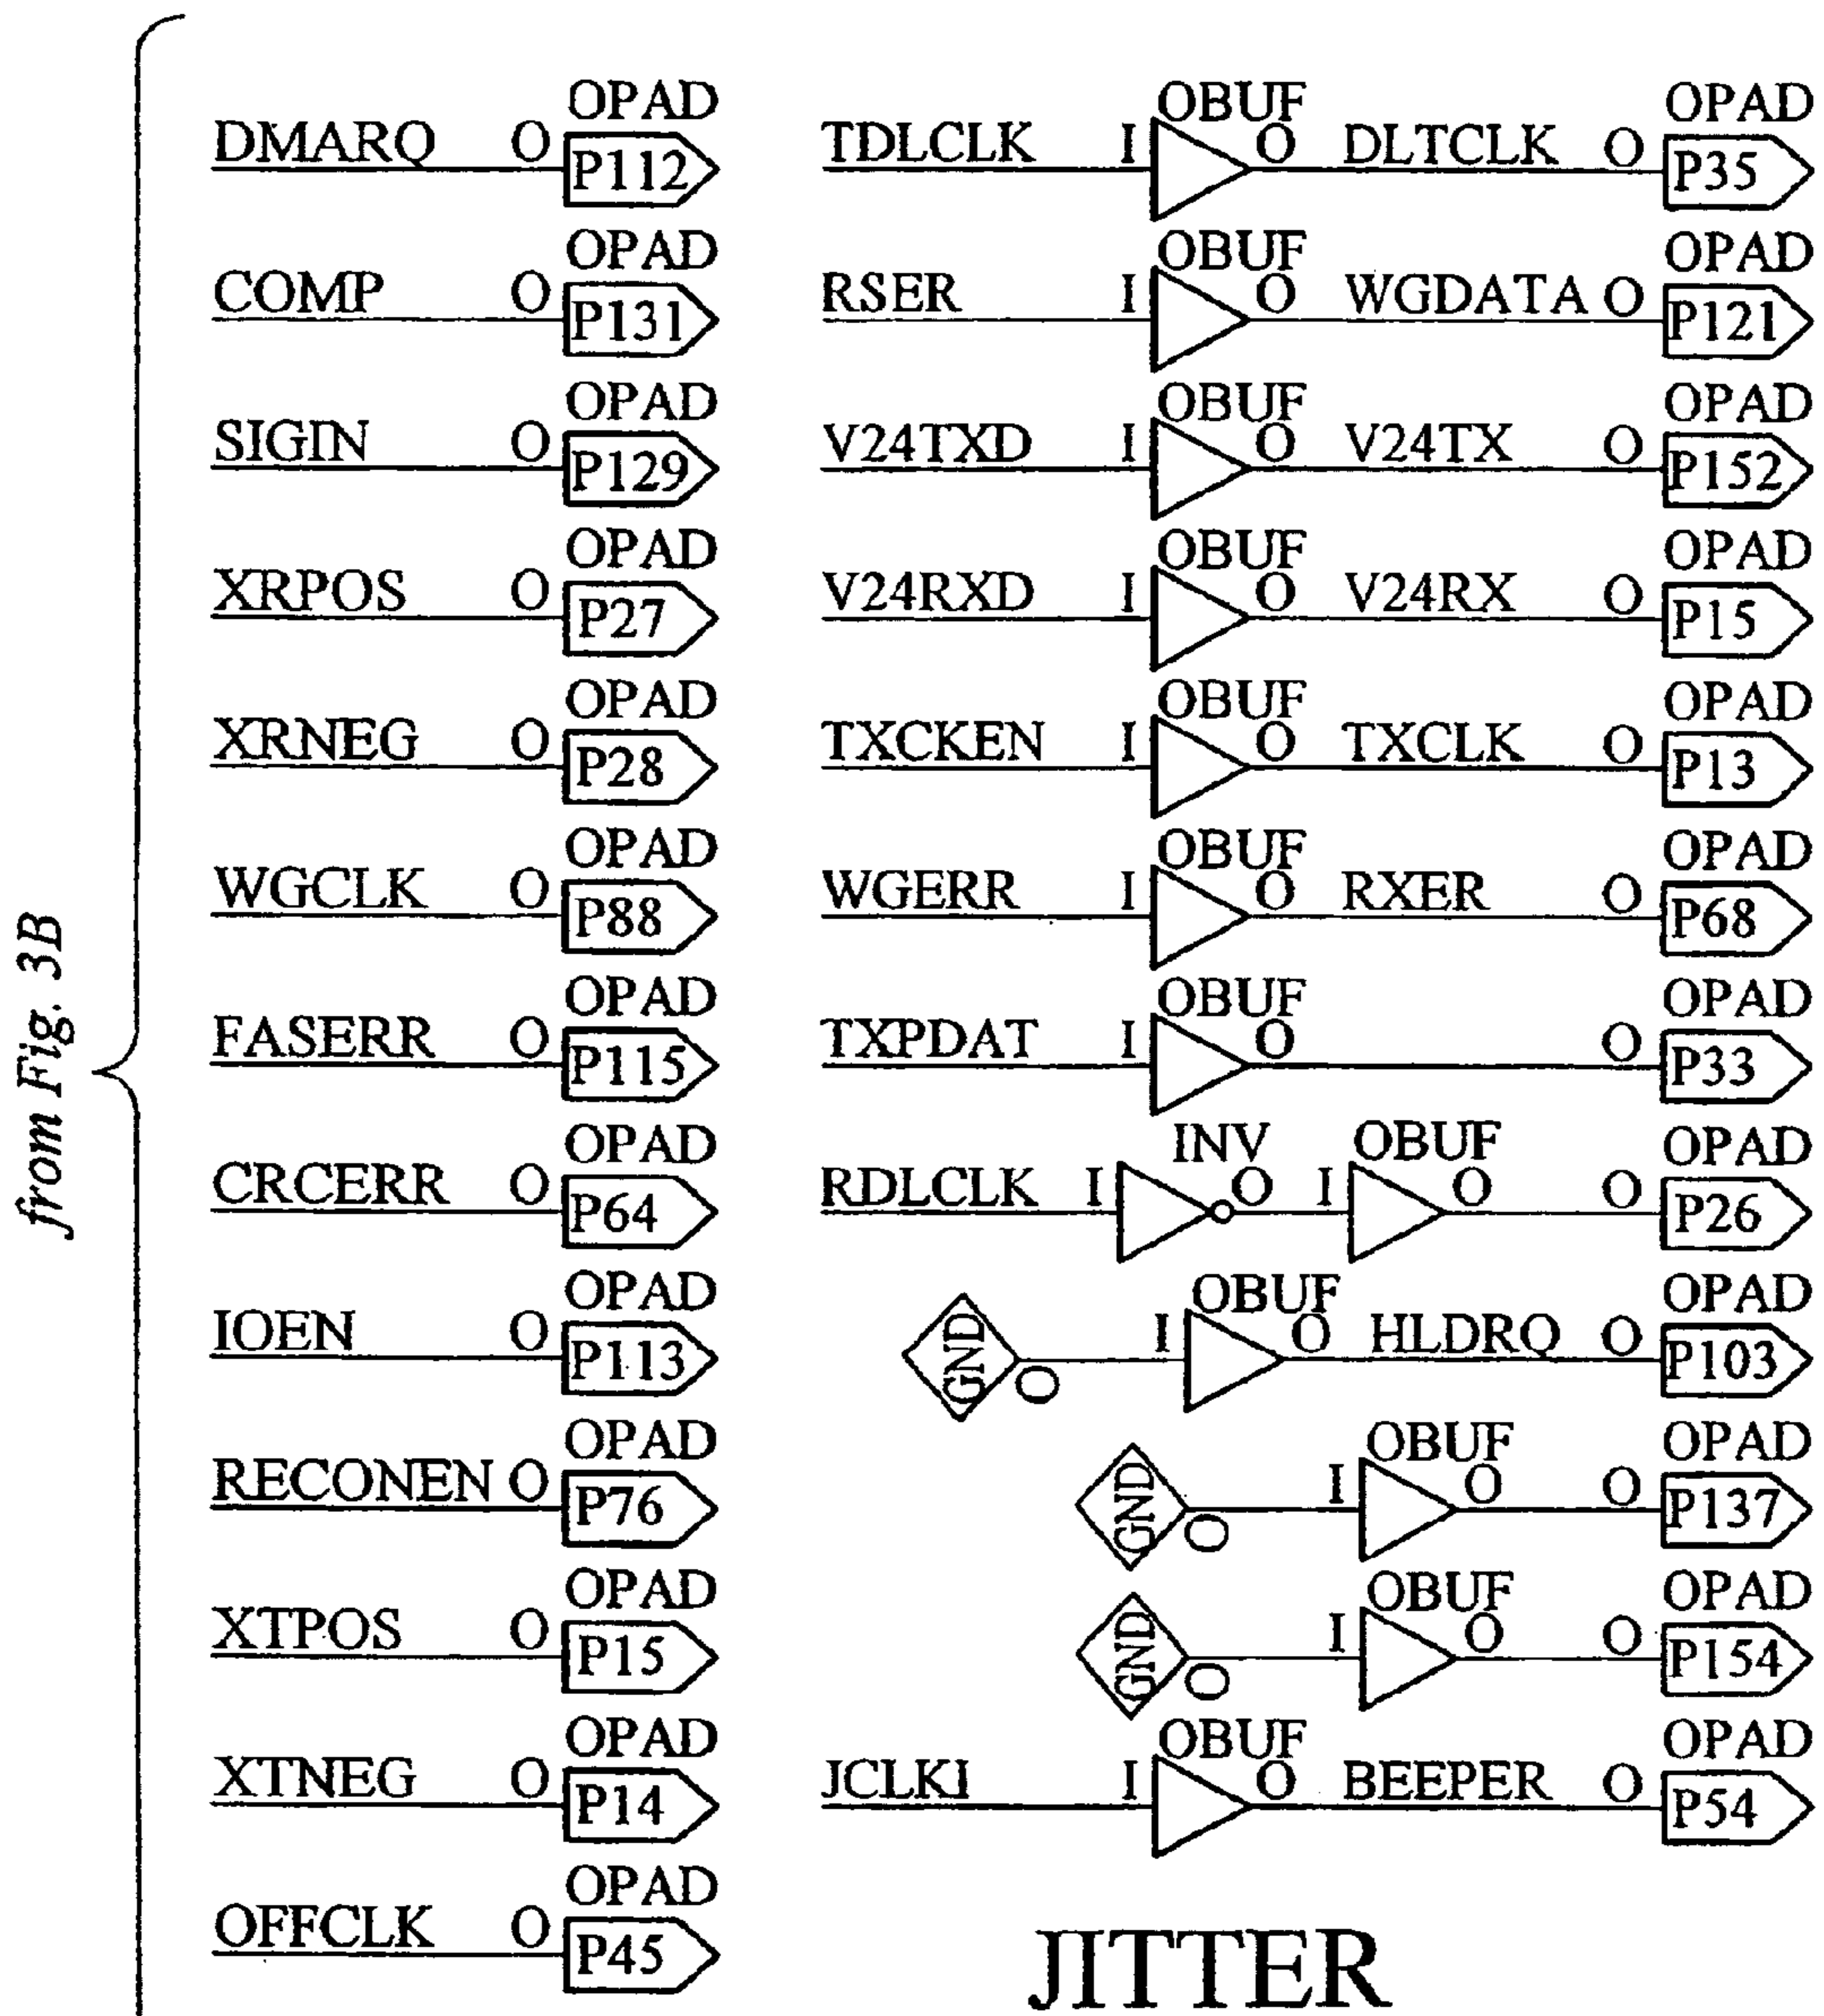 from Fig. 3B
OPAD
DMARQ O P112
OPAD
COMP O P131
OPAD
SIGIN O P129
OPAD
XRPOS O P27
OPAD
XRNEG O P28
OPAD
WGCLK O P88
OPAD
FASERR O P115
OPAD
CRCERR O P64
OPAD
IOEN O P113
OPAD
RECONEN O P76
OPAD
XTPOS O P15
OPAD
XTNEG O P14
OPAD
OFFCLK O P45
OBUF OPAD
TDLCLK I O DLTCLK O P35
OBUF OPAD
RSER I O WGDATA O P121
OBUF OPAD
V24TXD I O V24TX O P152
OBUF OPAD
V24RXD I O V24RX O P15
OBUF OPAD
TXCKEN I O TXCLK O P13
OBUF OPAD
WGERR I O RXER O P68
OBUF OPAD
TXPDAT I O O P33
INV OBUF OPAD
RDLCLK I O I O O P26
OBUF OPAD
GND O I O HLDRQ O P103
OBUF OPAD
GND O I O O P137
OBUF OPAD
GND O I O O P154
OBUF OPAD
JCLKI I O BEEPER O P54
JITTER